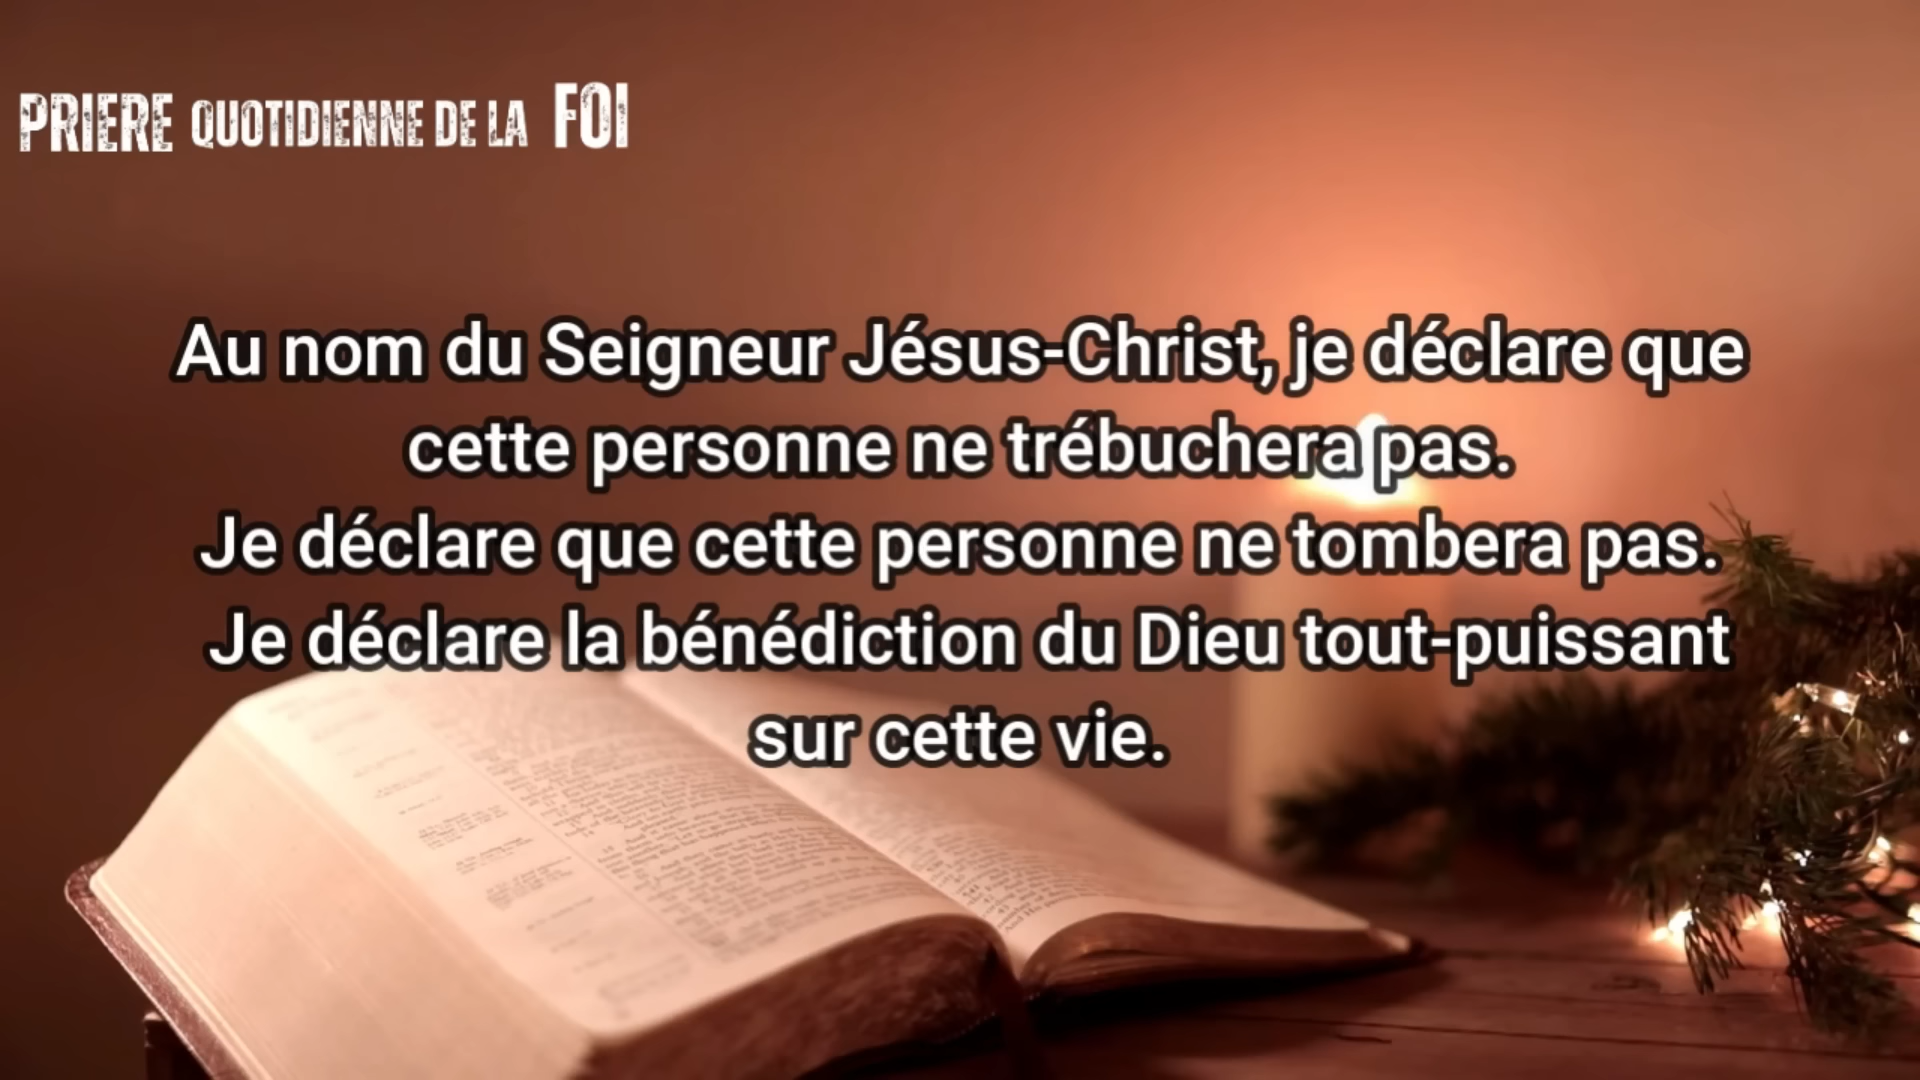 PRIERE QUOTIDIENNE DE LA FOI
Au nom du Seigneur Jésus-Christ, je déclare que
cette personne ne trébuchera pas.
Je déclare que cette personne ne tombera pas.
Je déclare la bénédiction du Dieu tout-puissant
sur cette vie.